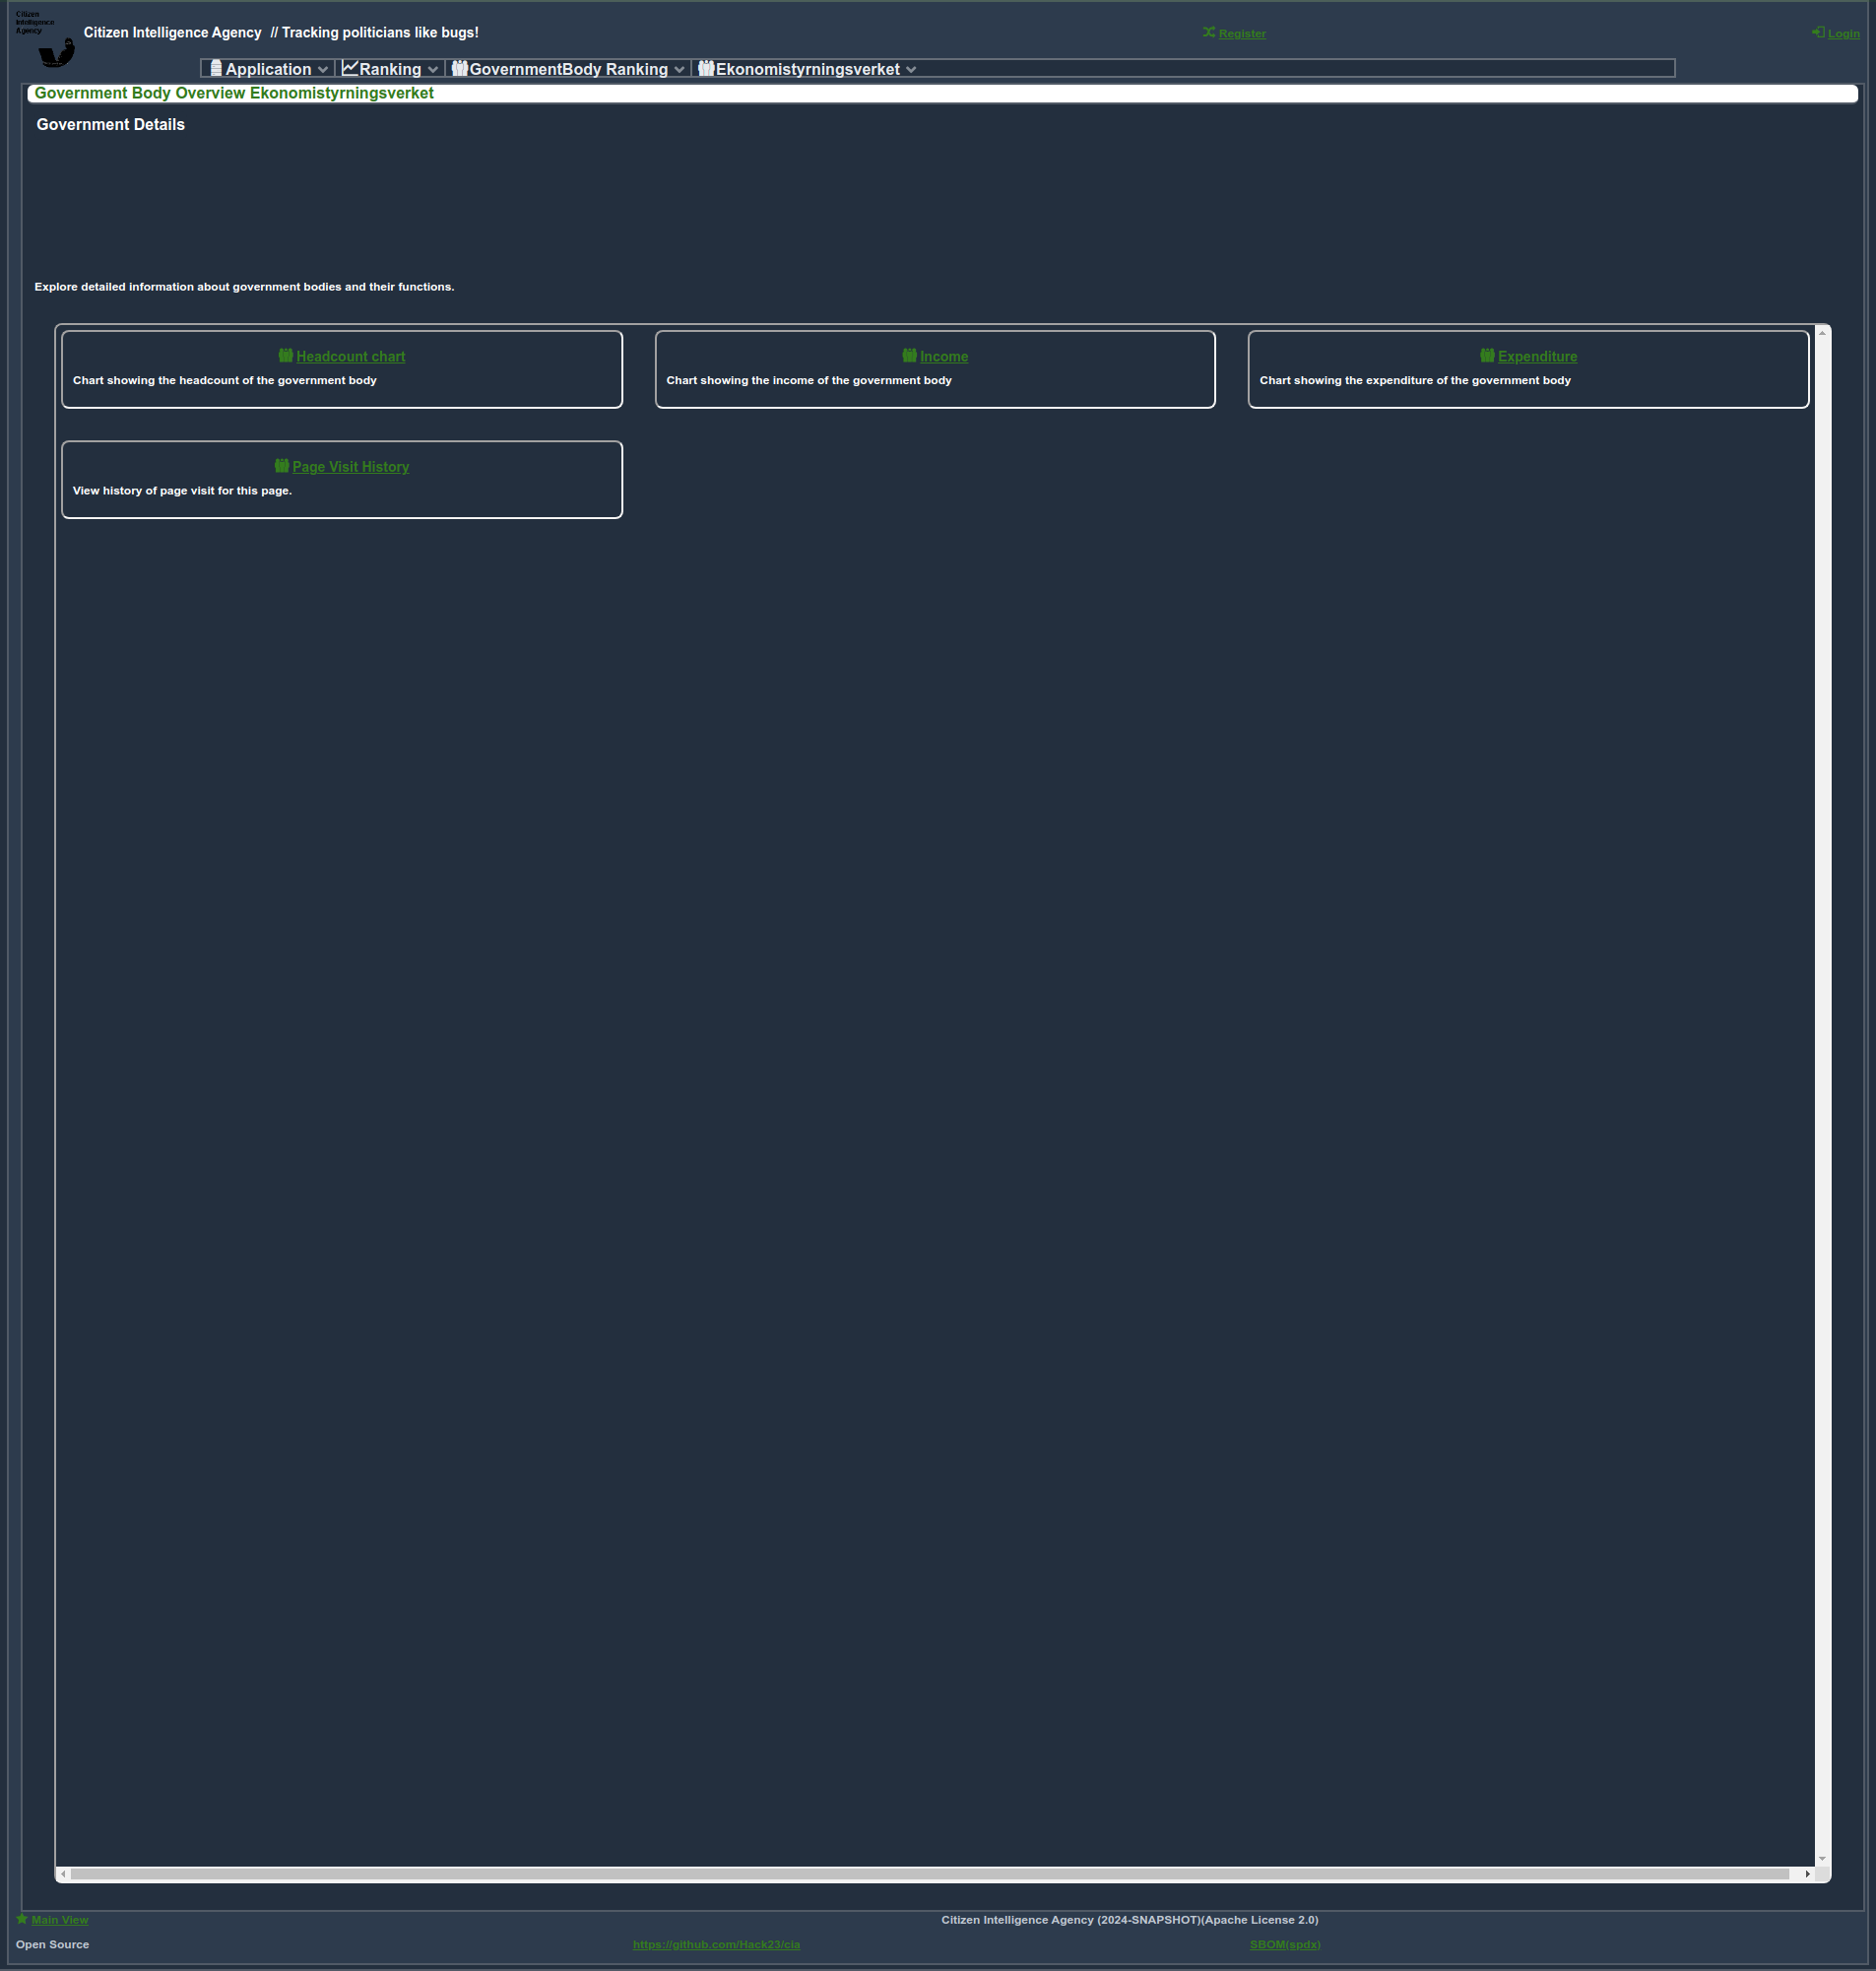 Citizen
Intelligence
Agency
Citizen Intelligence Agency // Tracking politicians like bugs!
Register
Login
Application
Ranking
GovernmentBody Ranking
Ekonomistyrningsverket
Government Body Overview Ekonomistyrningsverket
Government Details
Explore detailed information about government bodies and their functions.
Headcount chart
Chart showing the headcount of the government body
Income
Chart showing the income of the government body
Expenditure
Chart showing the expenditure of the government body
Page Visit History
View history of page visit for this page.
Main View
Citizen Intelligence Agency (2024-SNAPSHOT)(Apache License 2.0)
Open Source
https://github.com/Hack23/cia
SBOM(spdx)